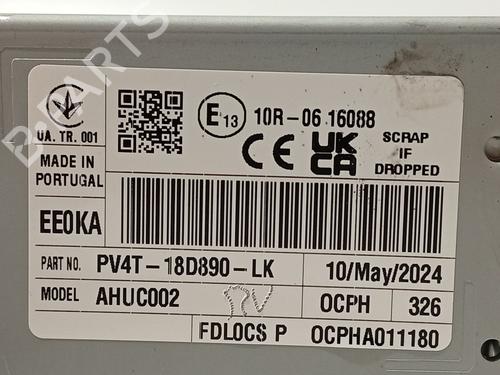 UA. TR. 001
E 13
10R-06 16088
CE UK CA
SCRAP
IF
DROPPED
MADE IN
PORTUGAL
EE0KA
PART NO. PV4T-18D890-LK 10/May/2024
MODEL AHUC002 OCPH 326
FDLOCS P OCPHA011180
B-PARTS